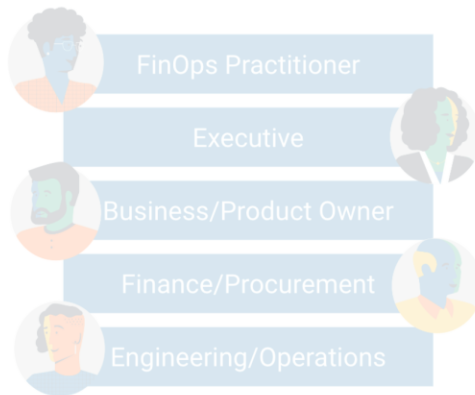 FinOps Practitioner
Executive
Business/Product Owner
Finance/Procurement
Engineering/Operations